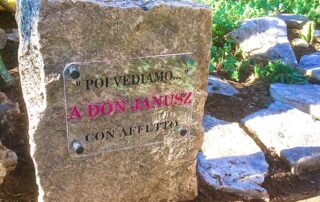 " POI VEDIAMO... "
A DON JANUSZ
CON AFFETTO